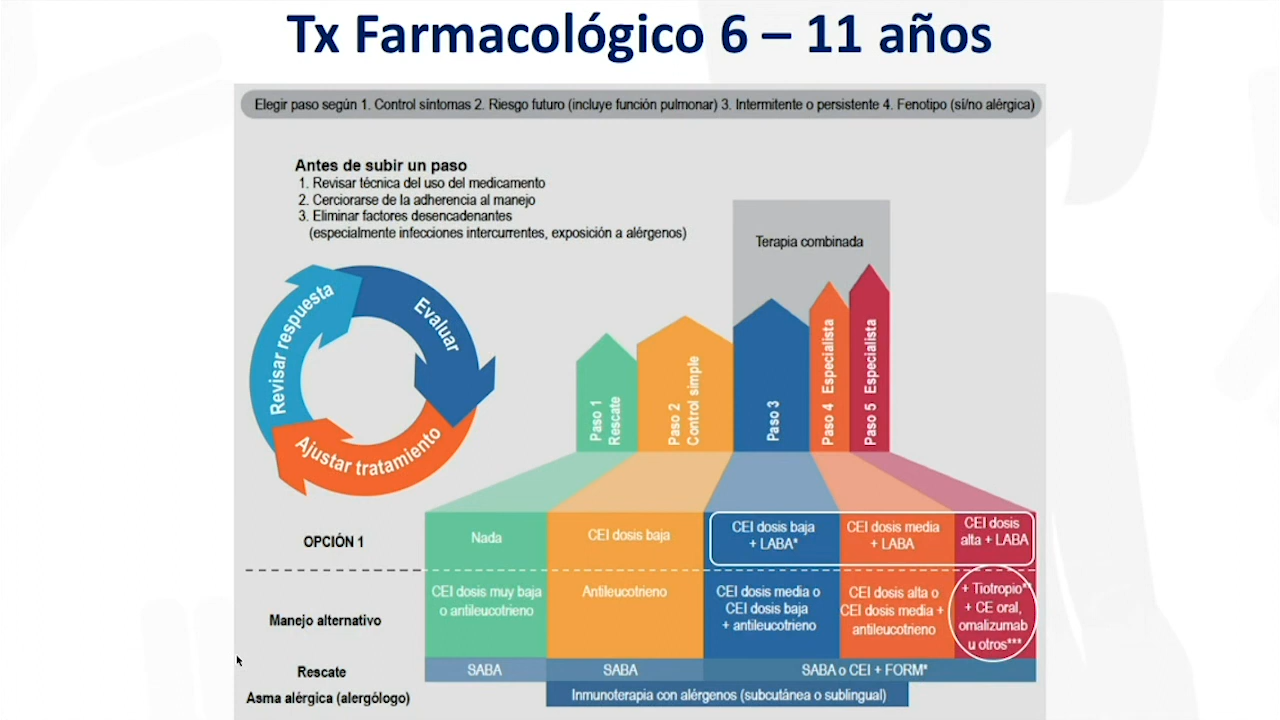 Tx Farmacológico 6 – 11 años
Elegir paso según 1. Control síntomas 2. Riesgo futuro (incluye función pulmonar) 3. Intermitente o persistente 4. Fenotipo (sí/no alérgica)
Antes de subir un paso
1. Revisar técnica del uso del medicamento
2. Cerciorarse de la adherencia al manejo
3. Eliminar factores desencadenantes
(especialmente infecciones intercurrentes, exposición a alérgenos)
Terapia combinada
Revisar respuesta
Evaluar
Ajustar tratamiento
Paso 1
Rescate
Paso 2
Control simple
Paso 3
Paso 4 Especialista
Paso 5 Especialista
OPCIÓN 1
Nada
CEI dosis baja
CEI dosis baja
+ LABA*
CEI dosis media
+ LABA
CEI dosis
alta + LABA
Manejo alternativo
CEI dosis muy baja
o antileucotrieno
Antileucotrieno
CEI dosis media o
CEI dosis baja
+ antileucotrieno
CEI dosis alta o
CEI dosis media +
antileucotrieno
+ Tiotropio**
+ CE oral,
omalizumab
u otros***
Rescate
SABA
SABA
SABA o CEI + FORM*
Asma alérgica (alergólogo)
Inmunoterapia con alérgenos (subcutánea o sublingual)